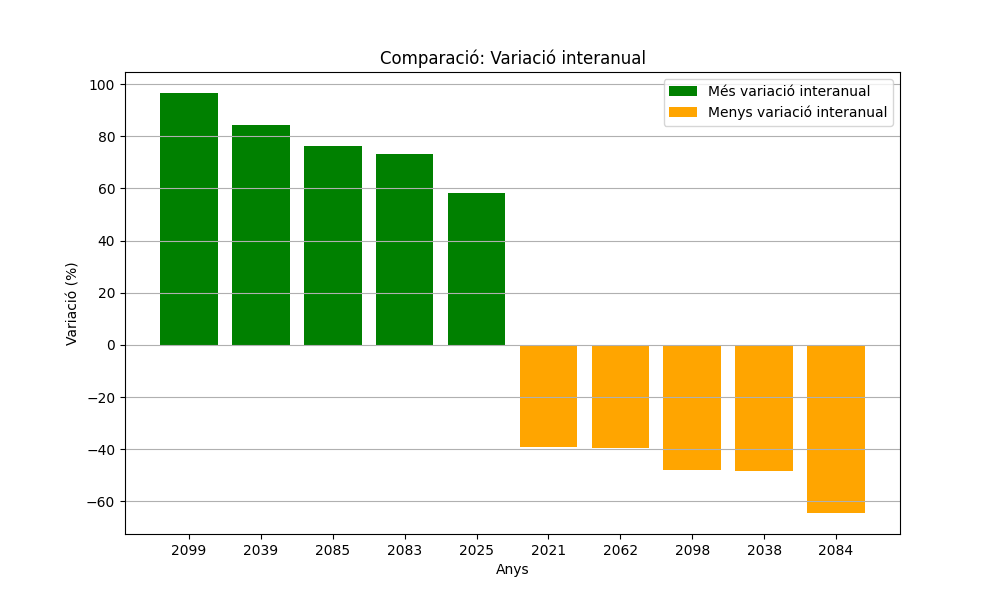 Comparació: Variació interanual
Més variació interanual
Menys variació interanual
Variació (%)
100
80
60
40
20
0
−20
−40
−60
2099 2039 2085 2083 2025 2021 2062 2098 2038 2084
Anys